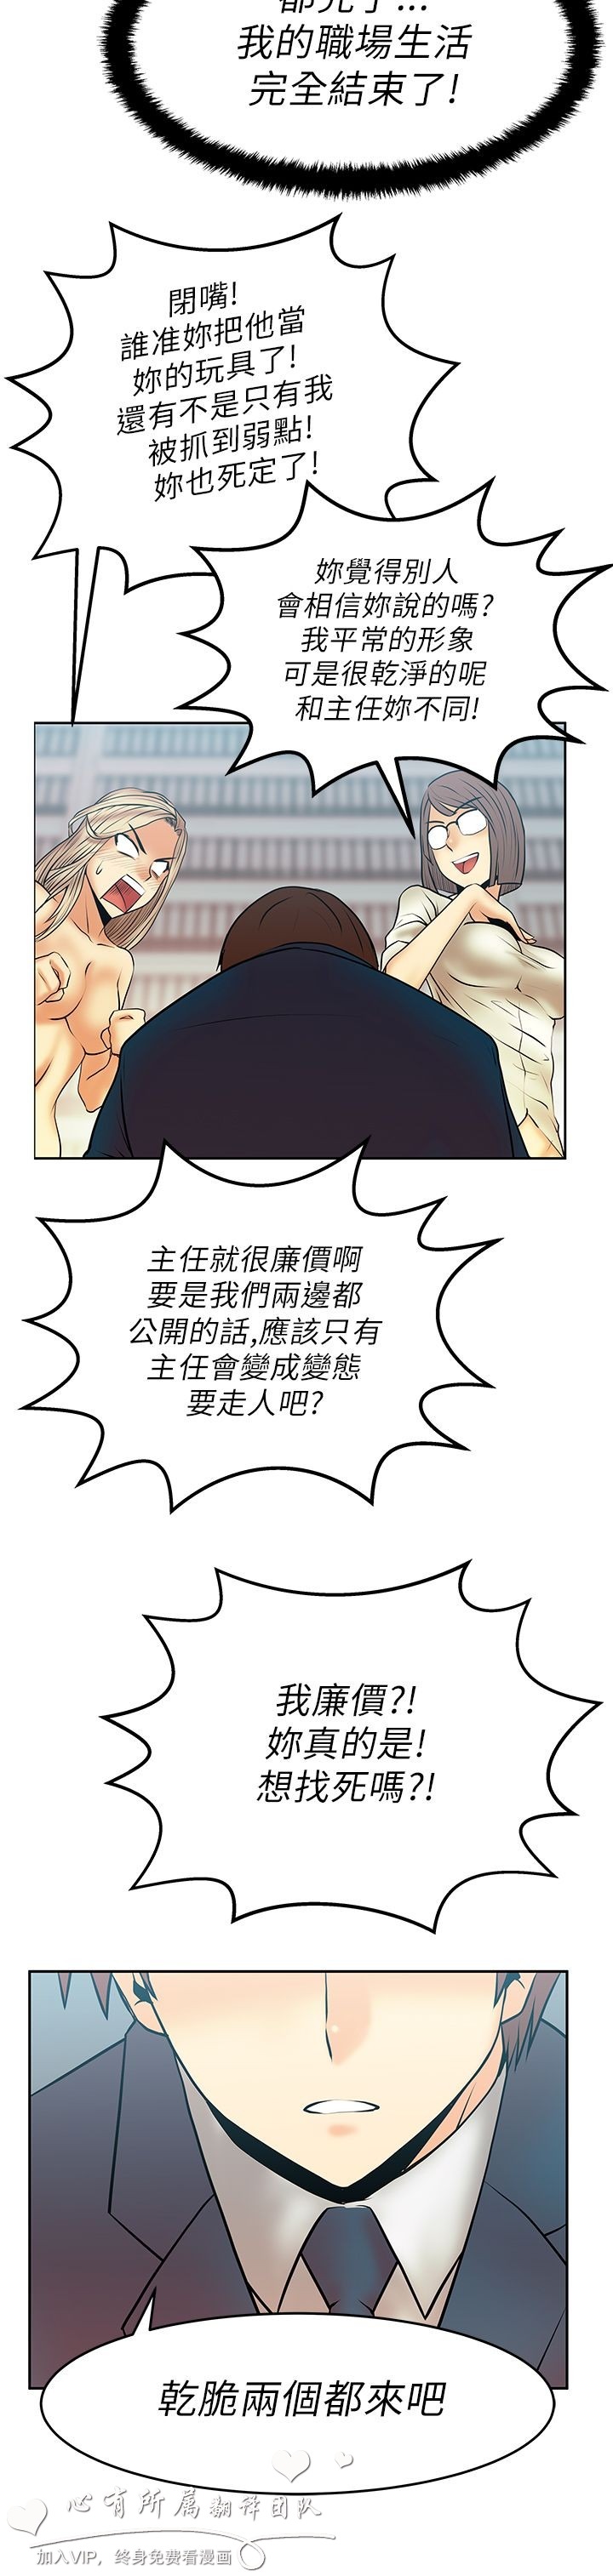 都完了...
我的職場生活
完全結束了!
閉嘴!
誰准妳把他當
妳的玩具了!
還有不是只有我
被抓到弱點!
妳也死定了!
妳覺得別人
會相信妳說的嗎?
我平常的形象
可是很乾淨的呢
和主任妳不同!
主任就很廉價啊
要是我們兩邊都
公開的話,應該只有
主任會變成變態
要走人吧?
我廉價?!
妳真的是!
想找死嗎?!
乾脆兩個都來吧
心有所属翻译团队
加入VIP，终身免费看漫画